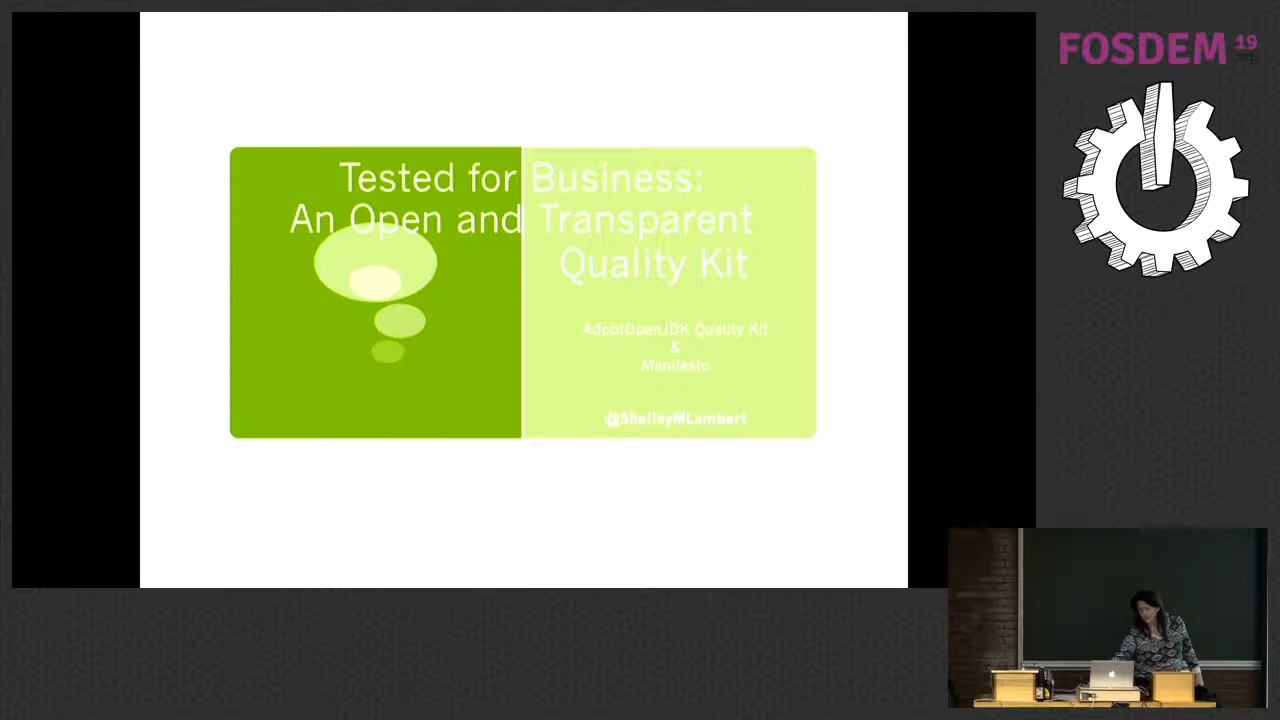 FOSDEM 19
Tested for Business:
An Open and Transparent
Quality Kit
AdoptOpenJDK Quality Kit
&
Manifesto
@ShelleyMLambert